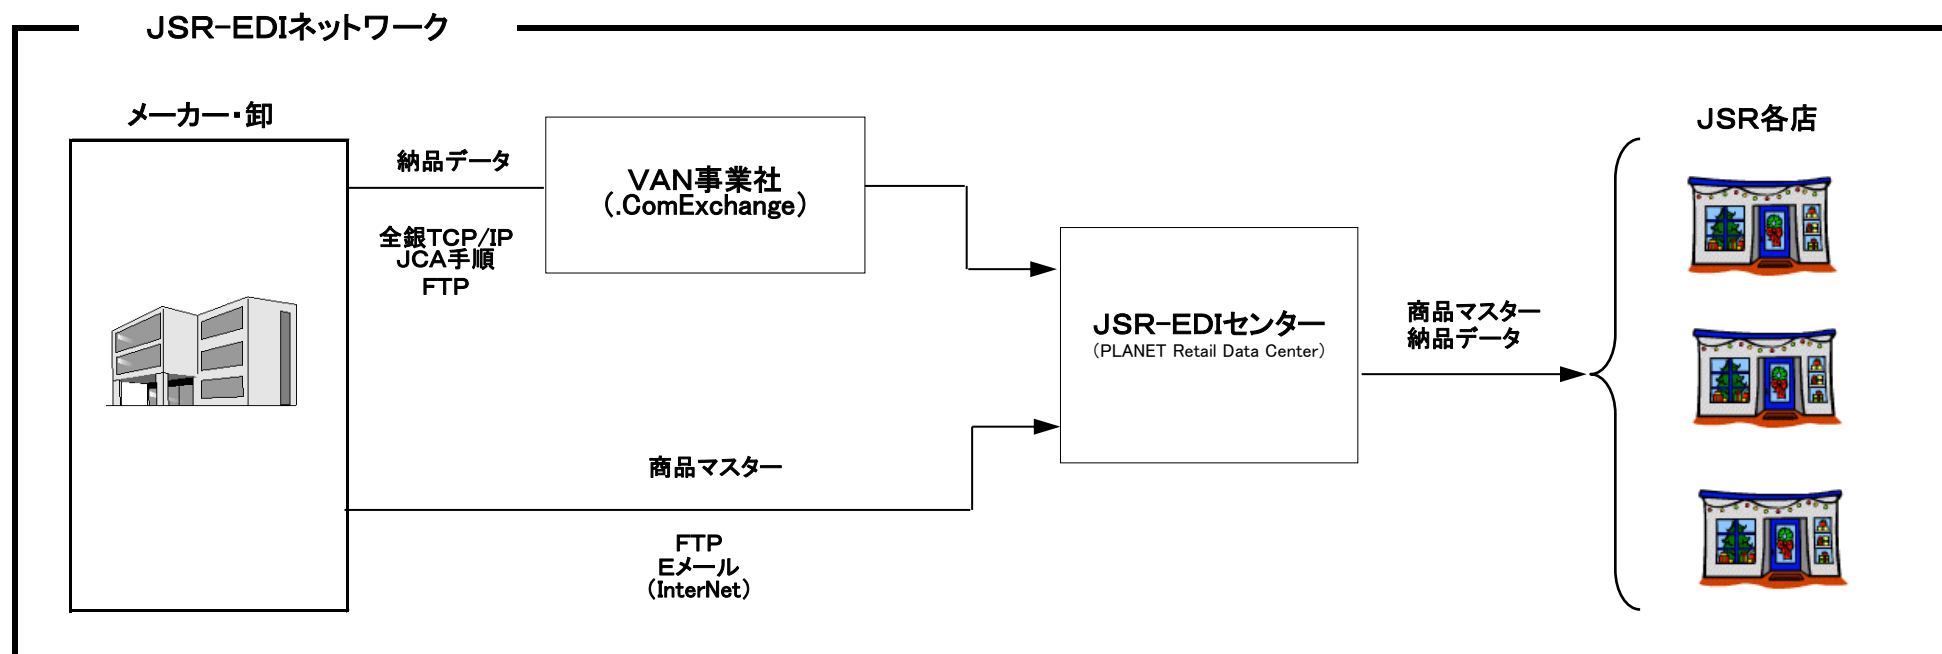 JSR-EDIネットワーク
メーカー・卸
納品データ
全銀TCP/IP
JCA手順
FTP
VAN事業社
(.ComExchange)
JSR-EDIセンター
(PLANET Retail Data Center)
商品マスター
FTP
Eメール
(InterNet)
商品マスター
納品データ
JSR各店